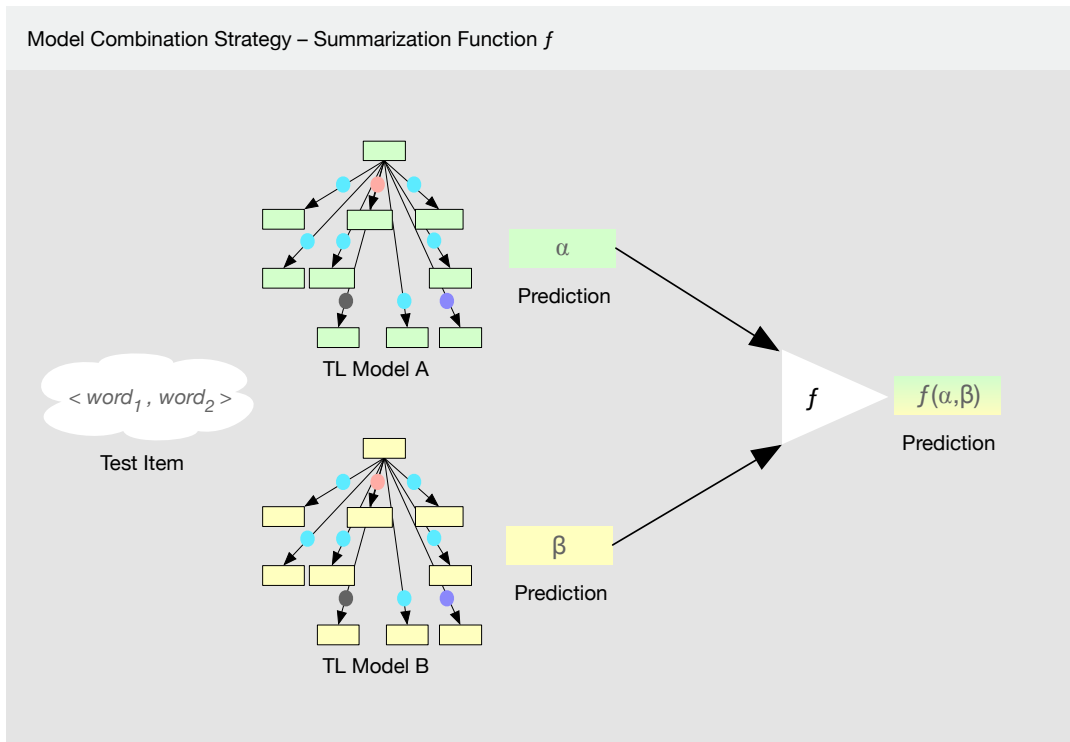 Model Combination Strategy – Summarization Function ƒ
α
Prediction
TL Model A
< word1 , word2 >
Test Item
ƒ
ƒ(α,β)
Prediction
β
Prediction
TL Model B